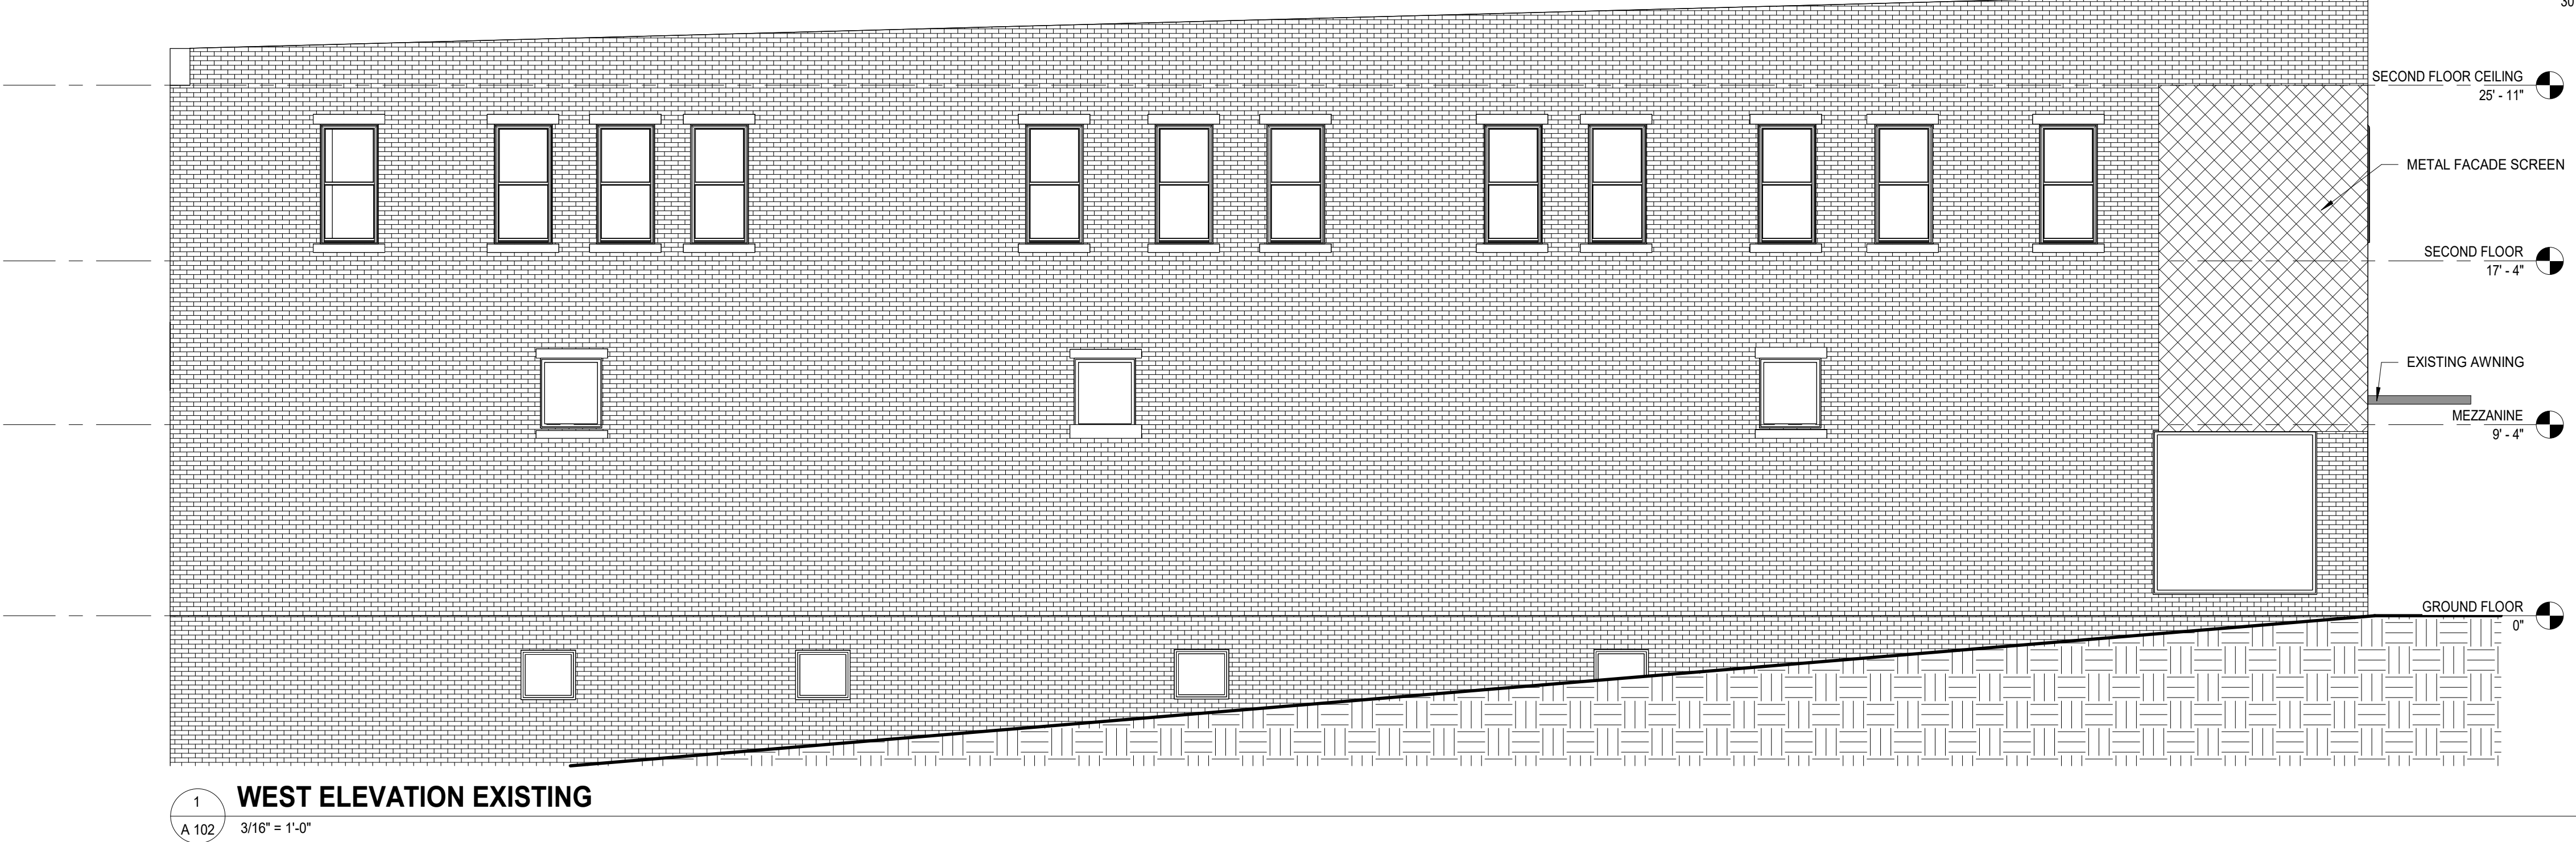 30
SECOND FLOOR CEILING
25' - 11"
METAL FACADE SCREEN
SECOND FLOOR
17' - 4"
EXISTING AWNING
MEZZANINE
9' - 4"
GROUND FLOOR
0"
1
WEST ELEVATION EXISTING
A 102
3/16" = 1'-0"